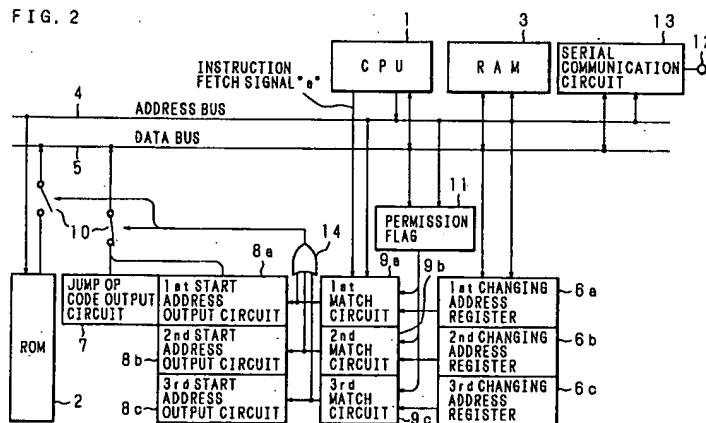 FIG. 2
1
3
13
12
CPU
RAM
SERIAL
COMMUNICATION
CIRCUIT
INSTRUCTION
FETCH SIGNAL "a"
4
ADDRESS BUS
DATA BUS
5
10
14
11
PERMISSION
FLAG
8a
9a
9b
JUMP OP
CODE OUTPUT
CIRCUIT
7
1st START
ADDRESS
OUTPUT CIRCUIT
2nd START
ADDRESS
OUTPUT CIRCUIT
3rd START
ADDRESS
OUTPUT CIRCUIT
8b
8c
1st
MATCH
CIRCUIT
2nd
MATCH
CIRCUIT
3rd
MATCH
CIRCUIT
9c
1st CHANGING
ADDRESS
REGISTER
2nd CHANGING
ADDRESS
REGISTER
3rd CHANGING
ADDRESS
REGISTER
6a
6b
6c
ROM
2